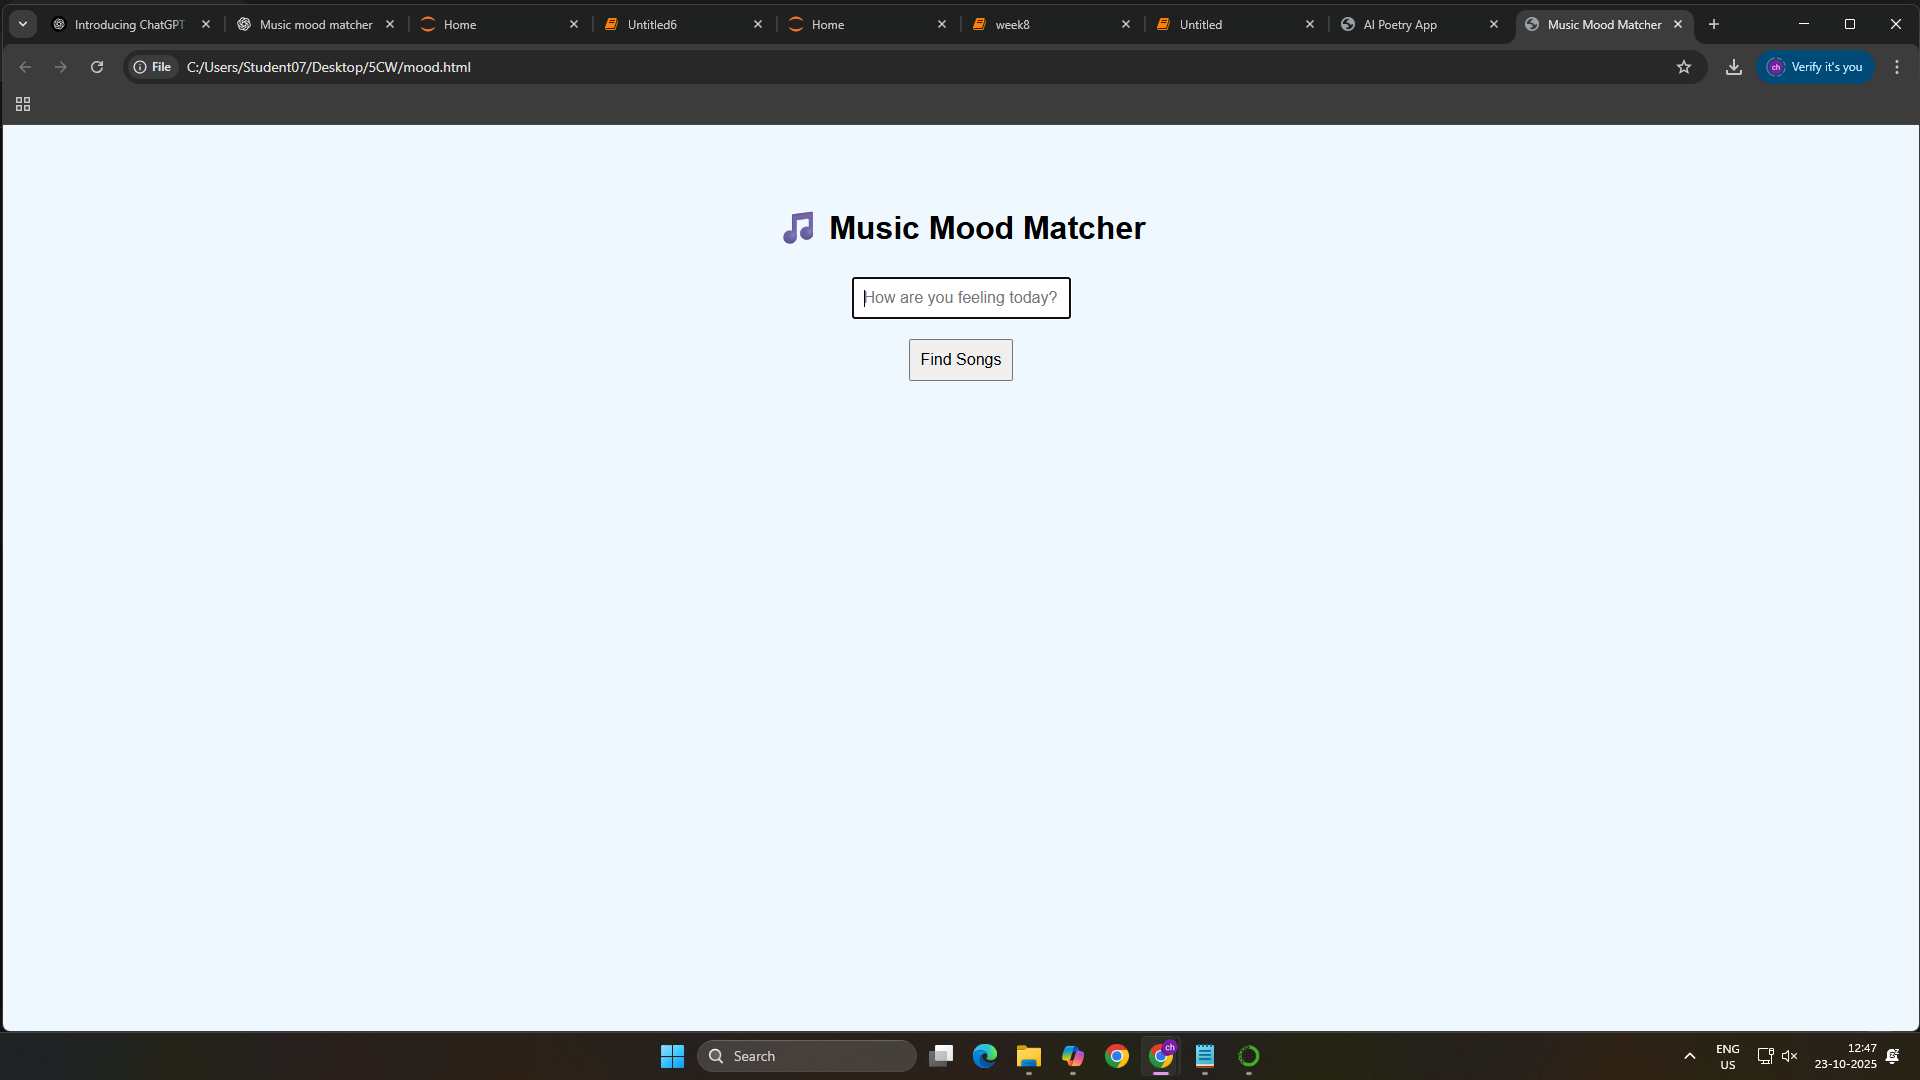 Introducing ChatGPT
Music mood matcher
Home
Untitled6
Home
week8
Untitled
AI Poetry App
Music Mood Matcher
File
C:/Users/Student07/Desktop/5CW/mood.html
ch
Verify it's you
Music Mood Matcher
How are you feeling today?
Find Songs
Search
ch
ENG
US
12:47
23-10-2025